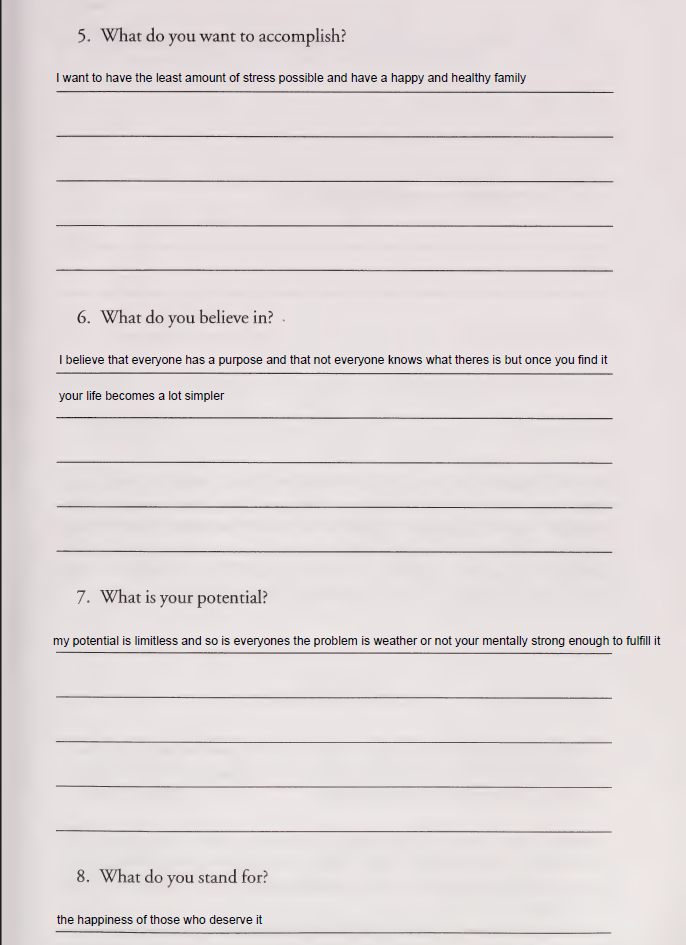 5. What do you want to accomplish?
I want to have the least amount of stress possible and have a happy and healthy family
6. What do you believe in?
I believe that everyone has a purpose and that not everyone knows what theres is but once you find it
your life becomes a lot simpler
7. What is your potential?
my potential is limitless and so is everyones the problem is weather or not your mentally strong enough to fulfill it
8. What do you stand for?
the happiness of those who deserve it